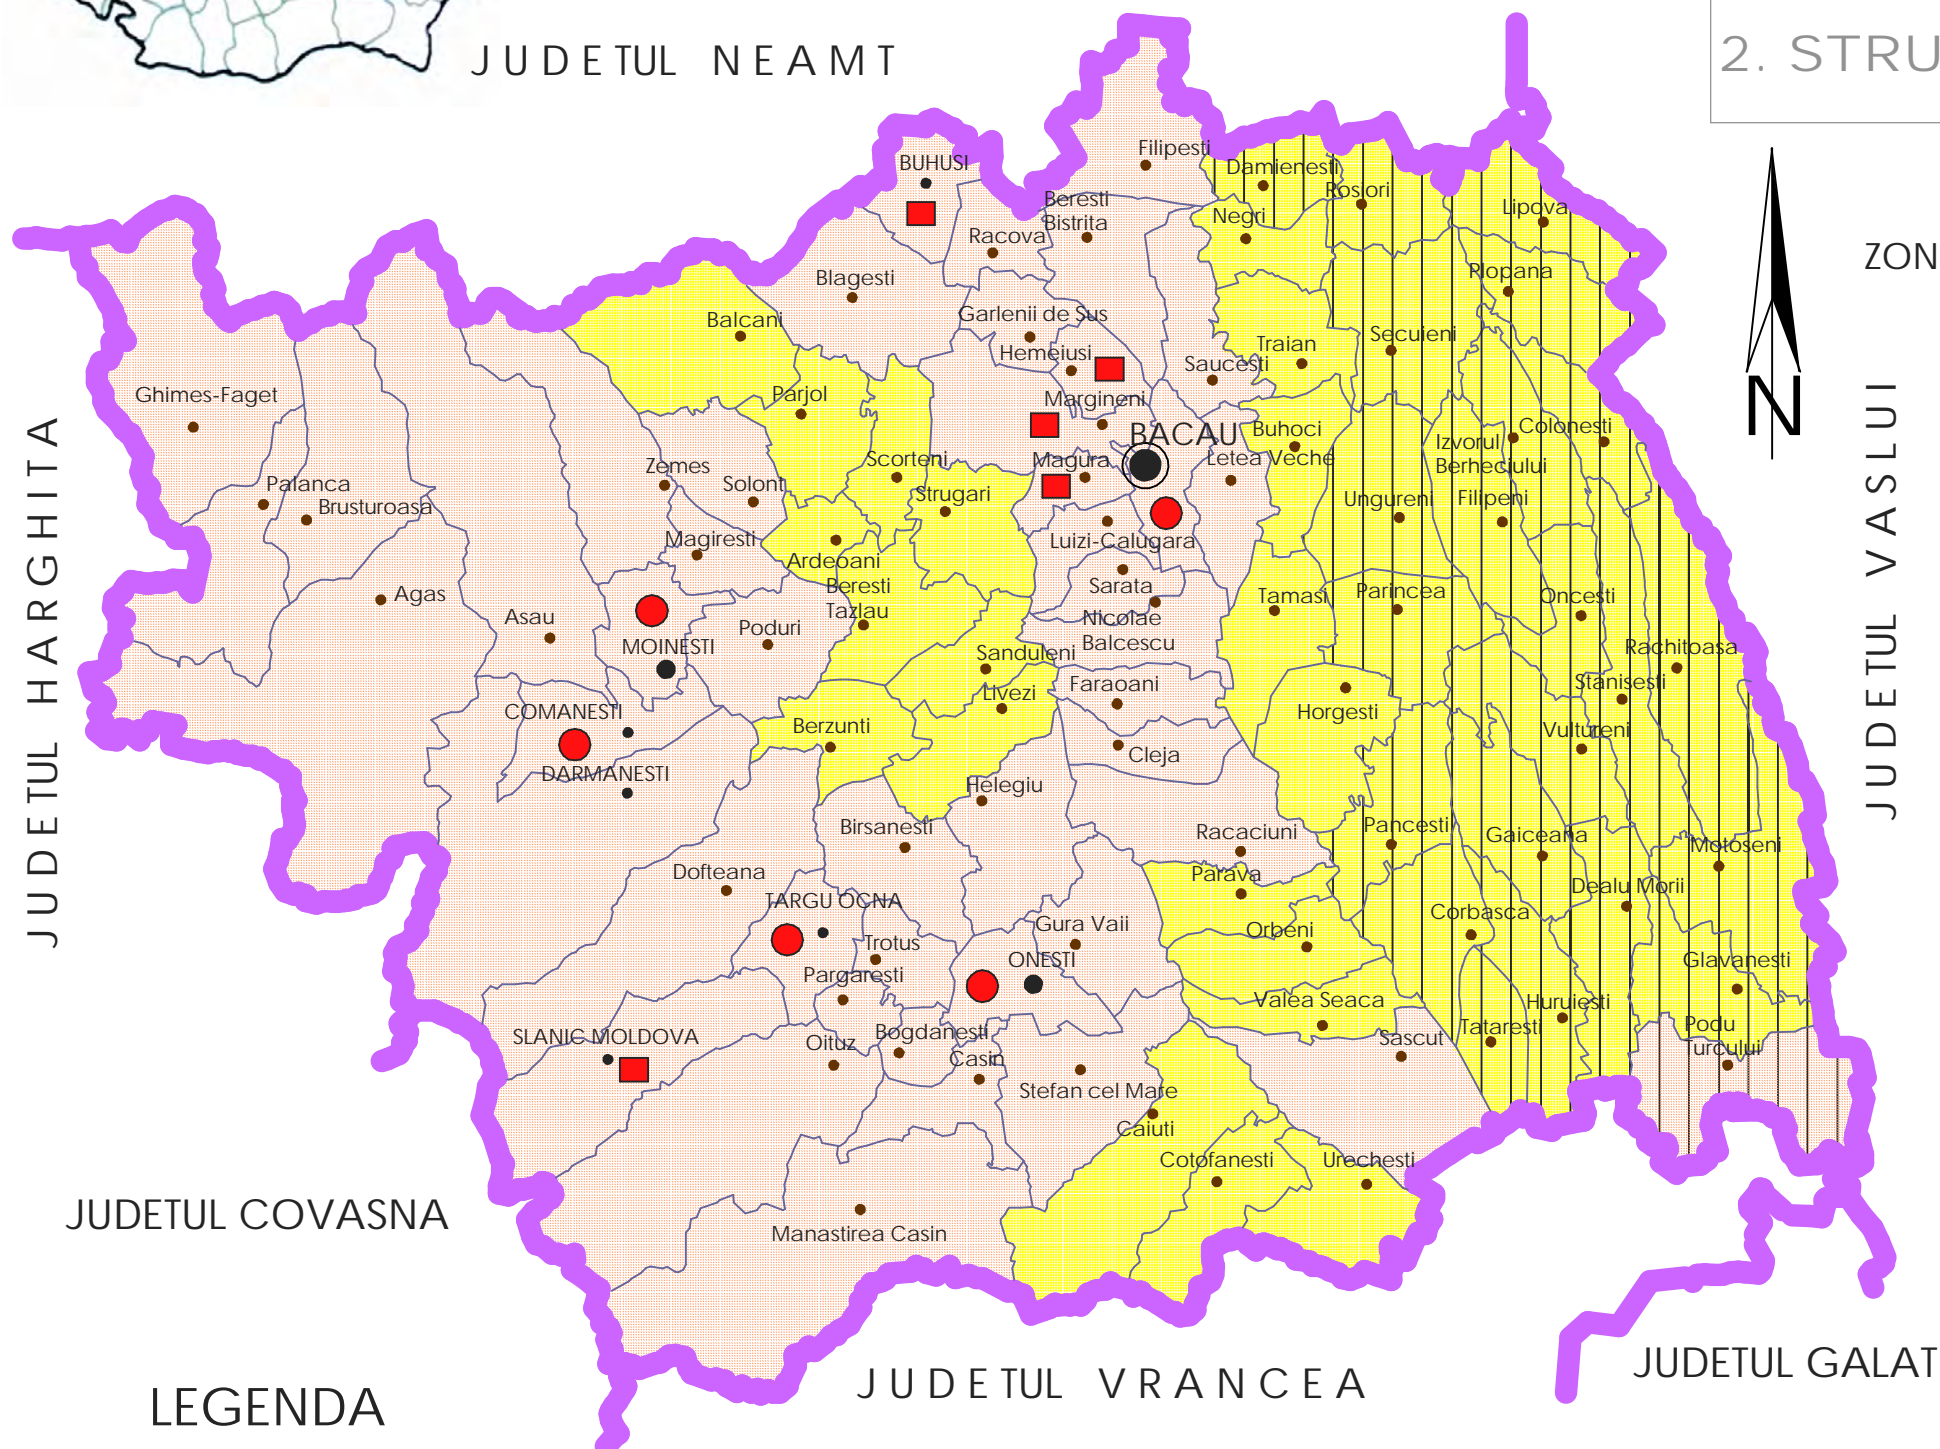 2. STRU
JUDETUL NEAMT
ZON
JUDETUL HARGHITA
JUDETUL VASLUI
N
Filipesti
BUHUSI
Damienesti
Rosiori
Beresti
Bistrita
Negri
Lipova
Racova
Blagesti
Plopana
Balcani
Garlenii de Sus
Secuieni
Traian
Hemeiusi
Saucesti
Ghimes-Faget
Parjol
Margineni
BACAU
Buhoci
Colonesti
Izvorul
Berheciului
Letea Veche
Magura
Scorteni
Zemes
Solont
Strugari
Palanca
Brusturoasa
Ungureni
Filipeni
Magiresti
Luizi-Calugara
Ardeoani
Beresti
Tazlau
Sarata
Agas
Asau
Tamasi
Parincea
Oncesti
Nicolae
Balcescu
Poduri
MOINESTI
Sanduleni
Rachitoasa
Faraoani
Livezi
Stanisesti
COMANESTI
Horgesti
Berzunti
Vultureni
Cleja
DARMANESTI
Helegiu
Birsanesti
Racaciuni
Pancesti
Gaiceana
Motoseni
Dofteana
Parava
Dealu Morii
TARGU OCNA
Corbasca
Gura Vaii
Orbeni
Trotus
ONESTI
Glavanesti
Pargaresti
Valea Seaca
Huruiesti
SLANIC MOLDOVA
Bogdanesti
Oituz
Tataresti
Podu
Turcului
Sascut
Casin
Stefan cel Mare
Caiuti
Cotofanesti
Urechesti
JUDETUL COVASNA
Manastirea Casin
JUDETUL VRANCEA
JUDETUL GALAT
LEGENDA